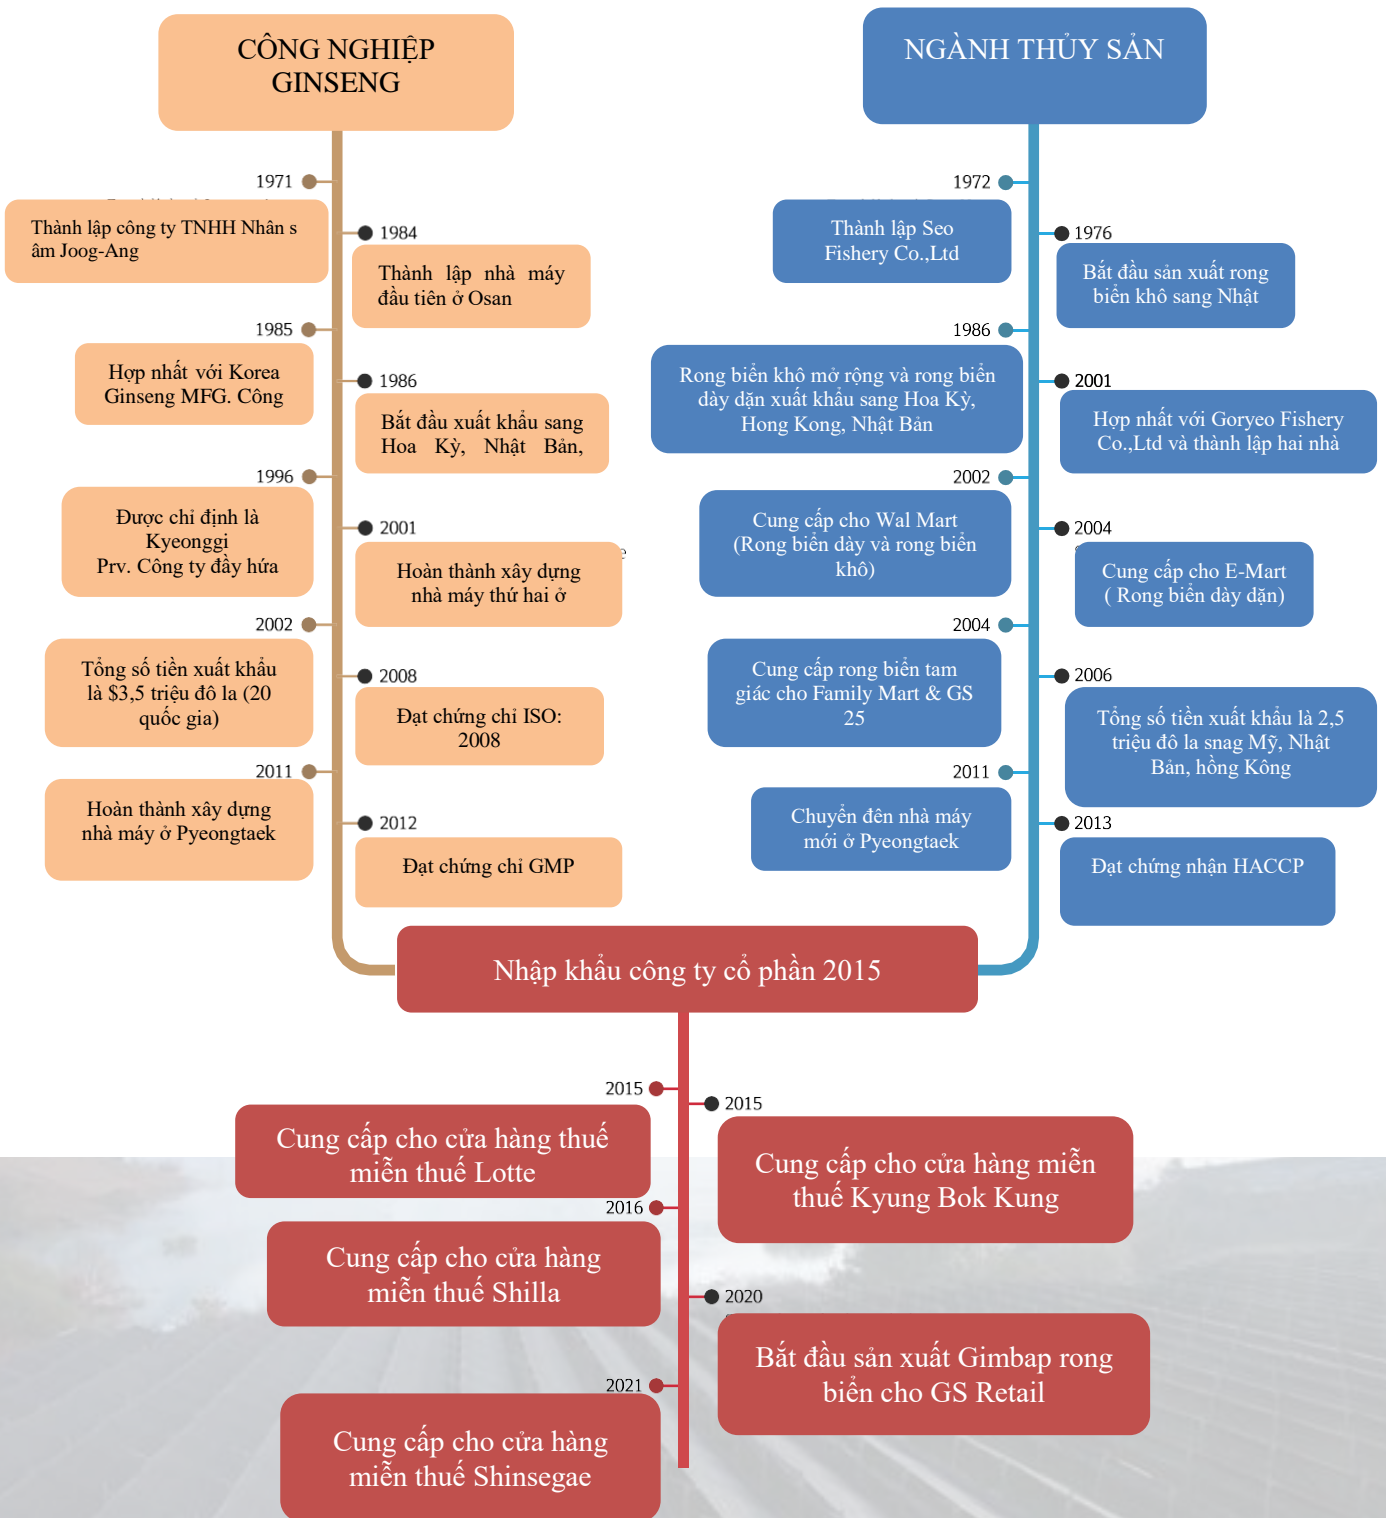 CÔNG NGHIỆP
GINSENG
1971
Thành lập công ty TNHH Nhân s
âm Joog-Ang
1984
Thành lập nhà máy
đầu tiên ở Osan
1985
Hợp nhất với Korea
Ginseng MFG. Công
1986
Bắt đầu xuất khẩu sang
Hoa Kỳ, Nhật Bản,
1996
Được chỉ định là
Kyeonggi
Prv. Công ty đầy hứa
2001
Hoàn thành xây dựng
nhà máy thứ hai ở
2002
Tổng số tiền xuất khẩu
là $3,5 triệu đô la (20
quốc gia)
2008
Đạt chứng chỉ ISO:
2008
2011
Hoàn thành xây dựng
nhà máy ở Pyeongtaek
2012
Đạt chứng chỉ GMP
NGÀNH THỦY SẢN
1972
Thành lập Seo
Fishery Co.,Ltd
1976
Bắt đầu sản xuất rong
biển khô sang Nhật
1986
Rong biển khô mở rộng và rong biển
dày dặn xuất khẩu sang Hoa Kỳ,
Hong Kong, Nhật Bản
2001
Hợp nhất với Goryeo Fishery
Co.,Ltd và thành lập hai nhà
2002
Cung cấp cho Wal Mart
(Rong biển dày và rong biển
khô)
2004
Cung cấp cho E-Mart
( Rong biển dày dặn)
2004
Cung cấp rong biển tam
giác cho Family Mart & GS
25
2006
Tổng số tiền xuất khẩu là 2,5
triệu đô la snag Mỹ, Nhật
Bản, hồng Kông
2011
Chuyển đên nhà máy
mới ở Pyeongtaek
2013
Đạt chứng nhận HACCP
Nhập khẩu công ty cổ phần 2015
2015
Cung cấp cho cửa hàng thuế
miễn thuế Lotte
2015
Cung cấp cho cửa hàng miễn
thuế Kyung Bok Kung
2016
Cung cấp cho cửa hàng
miễn thuế Shilla
2020
Bắt đầu sản xuất Gimbap rong
biển cho GS Retail
2021
Cung cấp cho cửa hàng
miễn thuế Shinsegae